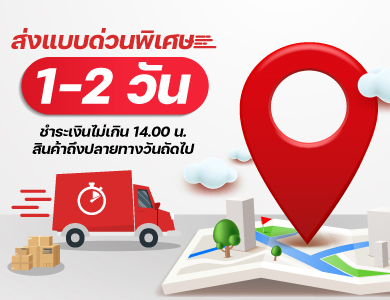 ส่งแบบด่วนพิเศษ
1-2 วัน
ชำระเงินไม่เกิน 14.00 น.
สินค้าถึงปลายทางวันถัดไป